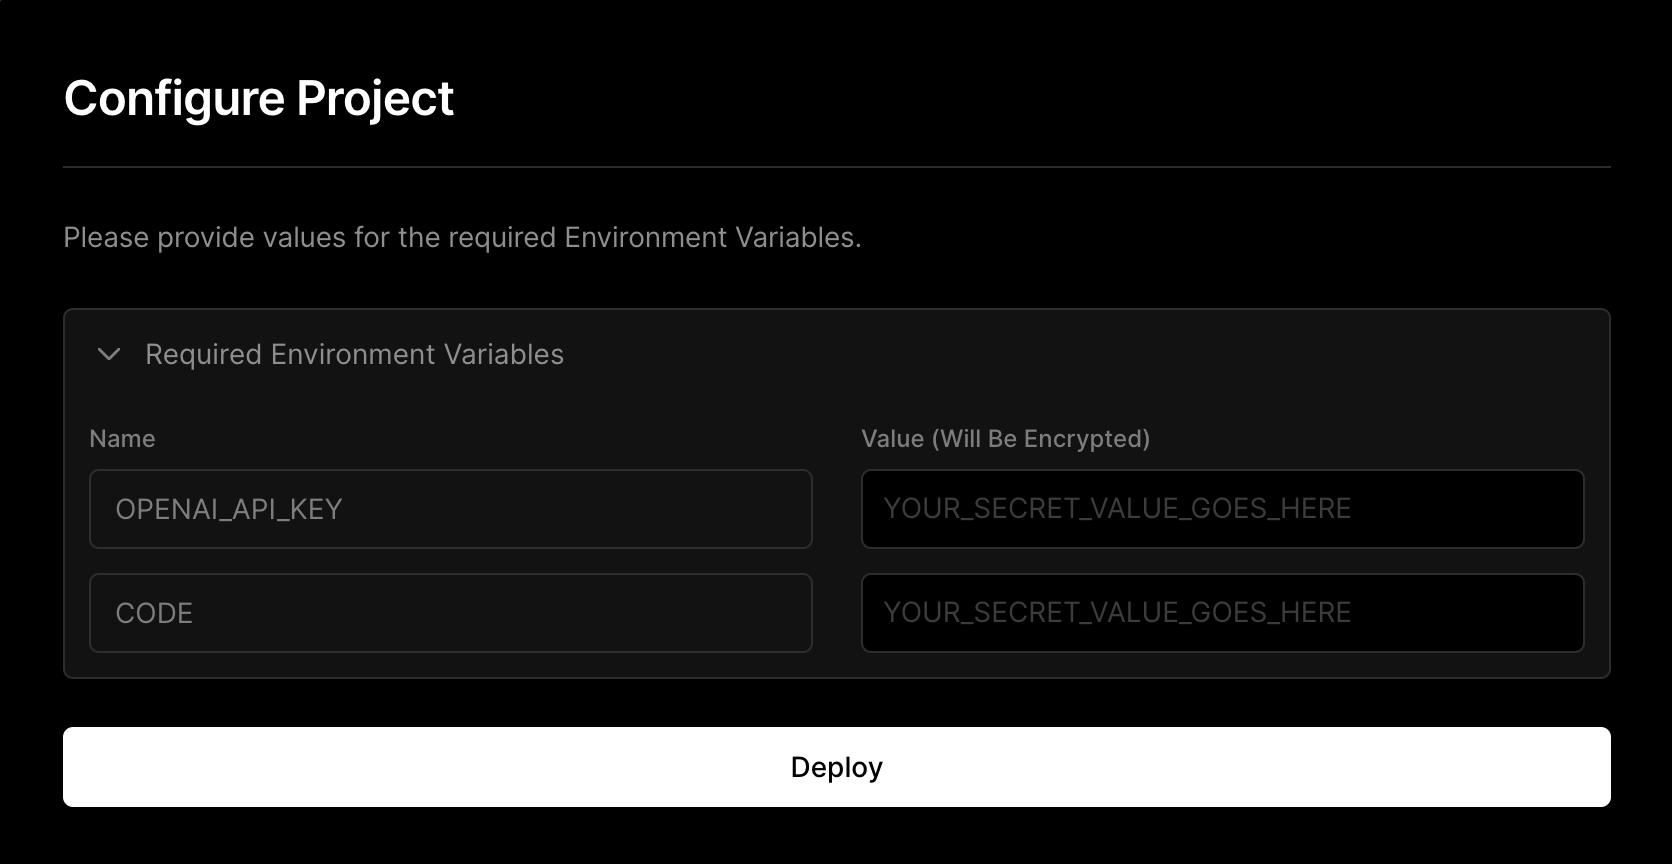 Configure Project
Please provide values for the required Environment Variables.
Required Environment Variables
Name
Value (Will Be Encrypted)
OPENAI_API_KEY
YOUR_SECRET_VALUE_GOES_HERE
CODE
YOUR_SECRET_VALUE_GOES_HERE
Deploy